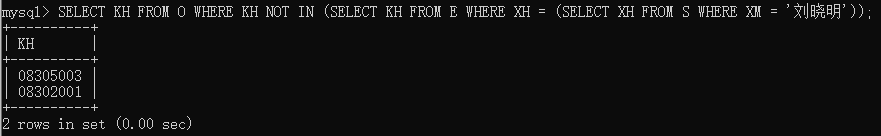 mysql> SELECT KH FROM O WHERE KH NOT IN (SELECT KH FROM E WHERE XH = (SELECT XH FROM S WHERE XM = '刘晓明'));
+----------+
| KH       |
+----------+
| 08305003 |
| 08302001 |
+----------+
2 rows in set (0.00 sec)